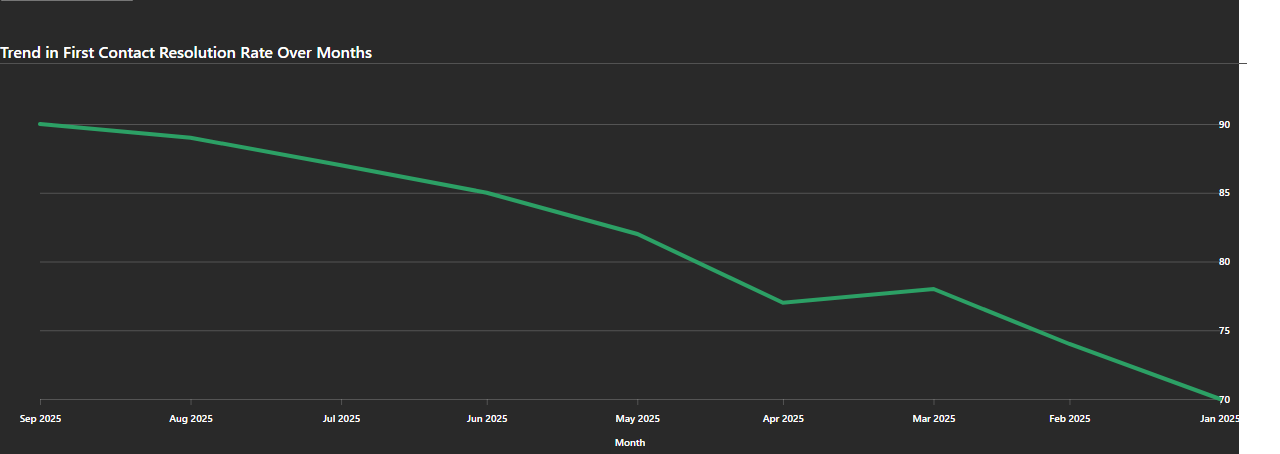 Trend in First Contact Resolution Rate Over Months
90
85
80
75
70
Sep 2025 Aug 2025 Jul 2025 Jun 2025 May 2025 Apr 2025 Mar 2025 Feb 2025 Jan 2025
Month